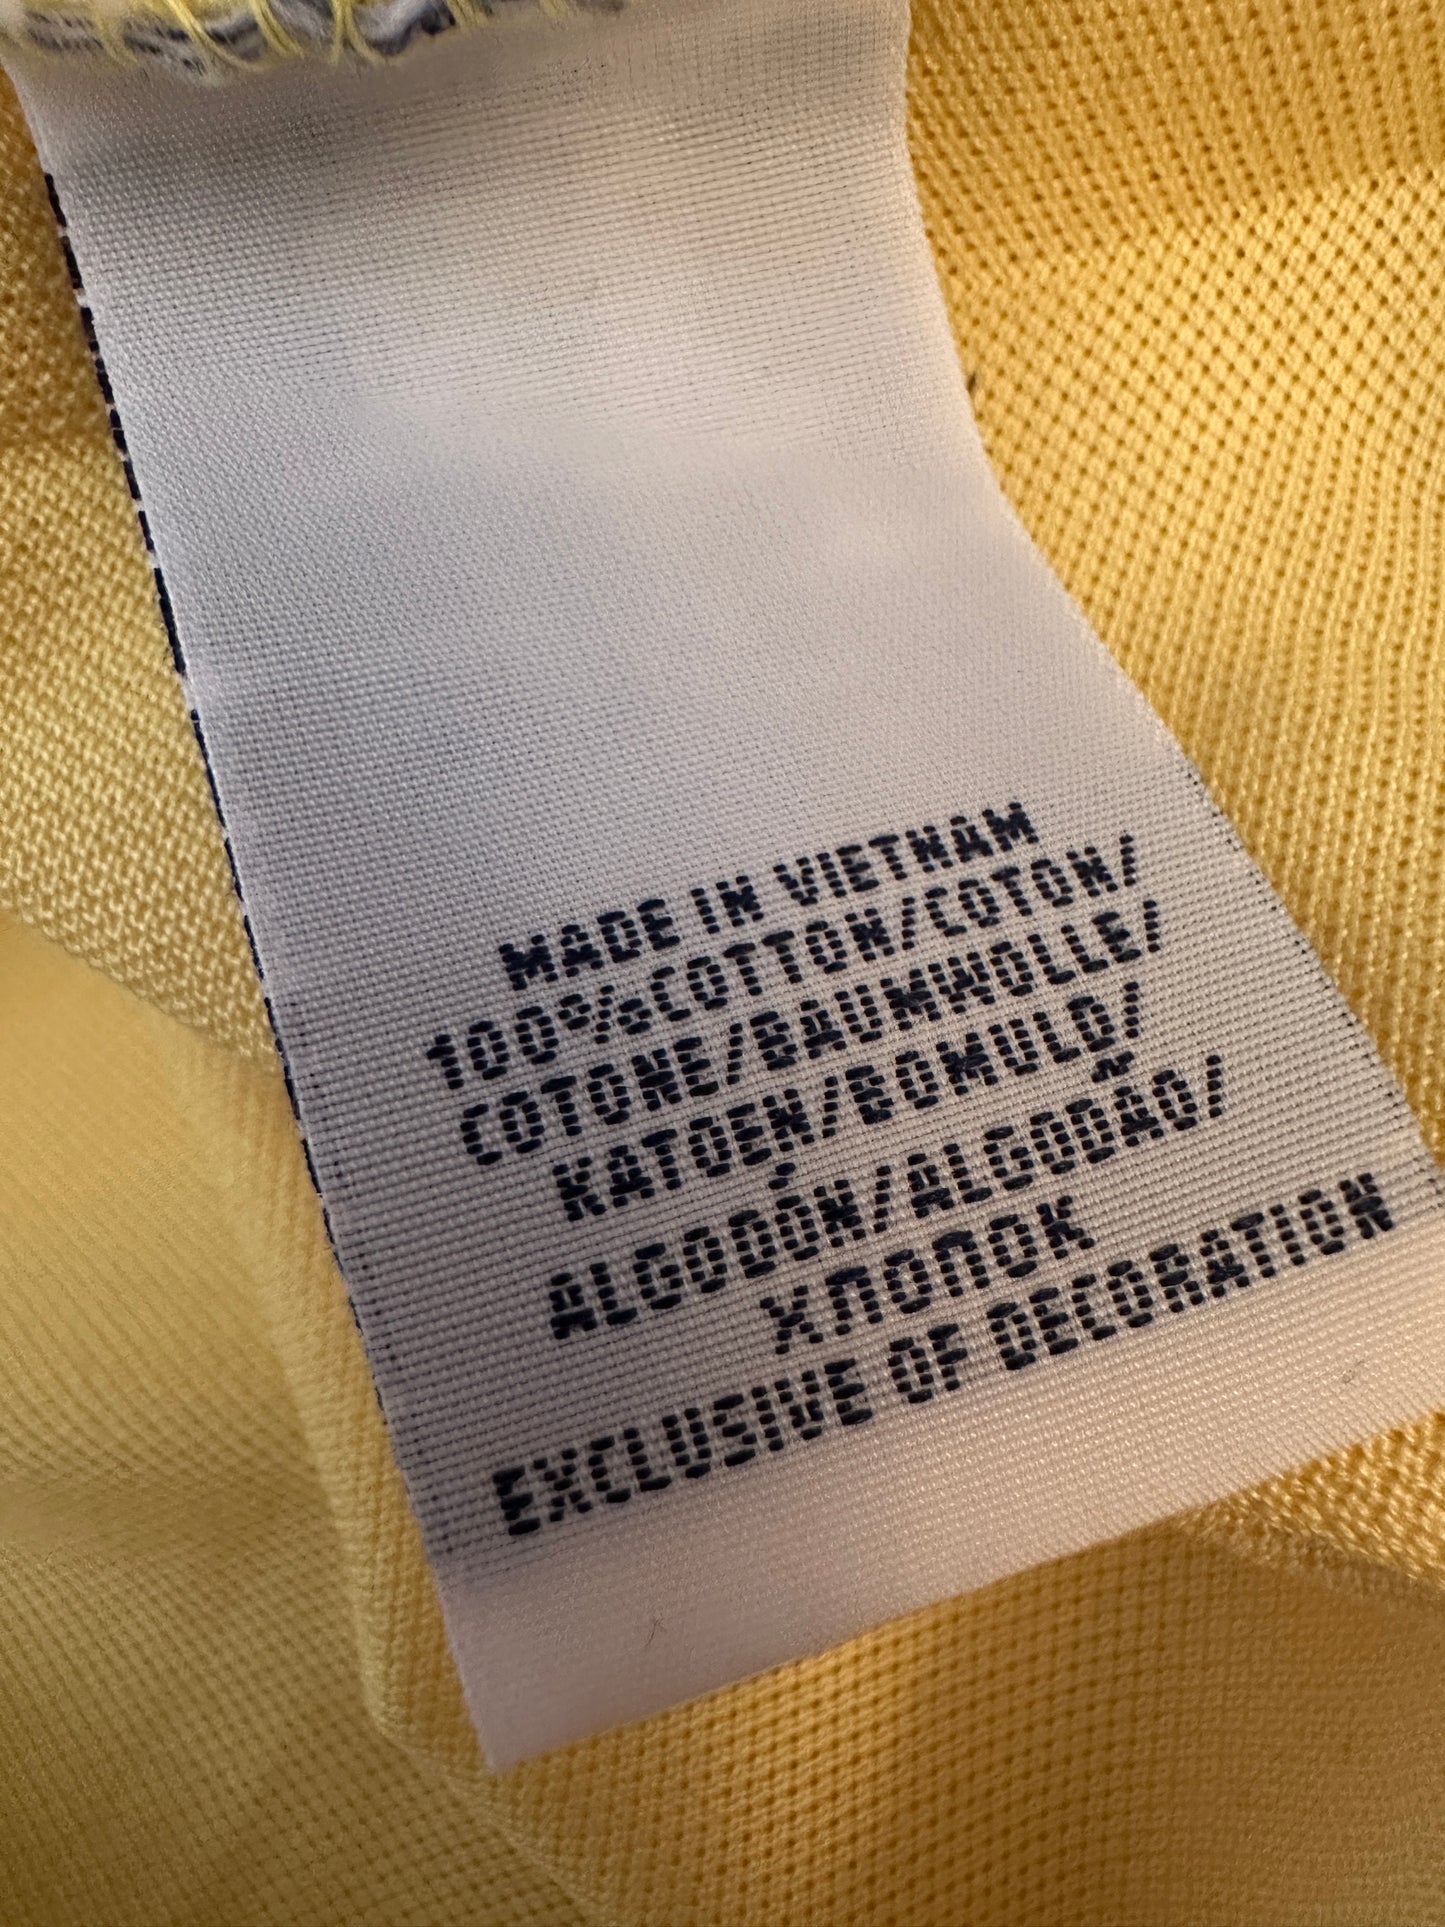 MADE IN VIETNAM
100%COTTON/COTON/
COTONE/BAUMWOLLE/
KATOEN/BOMULD/
ALGODÓN/ALGODÃO/
ХЛОПОК
EXCLUSIVE OF DECORATION